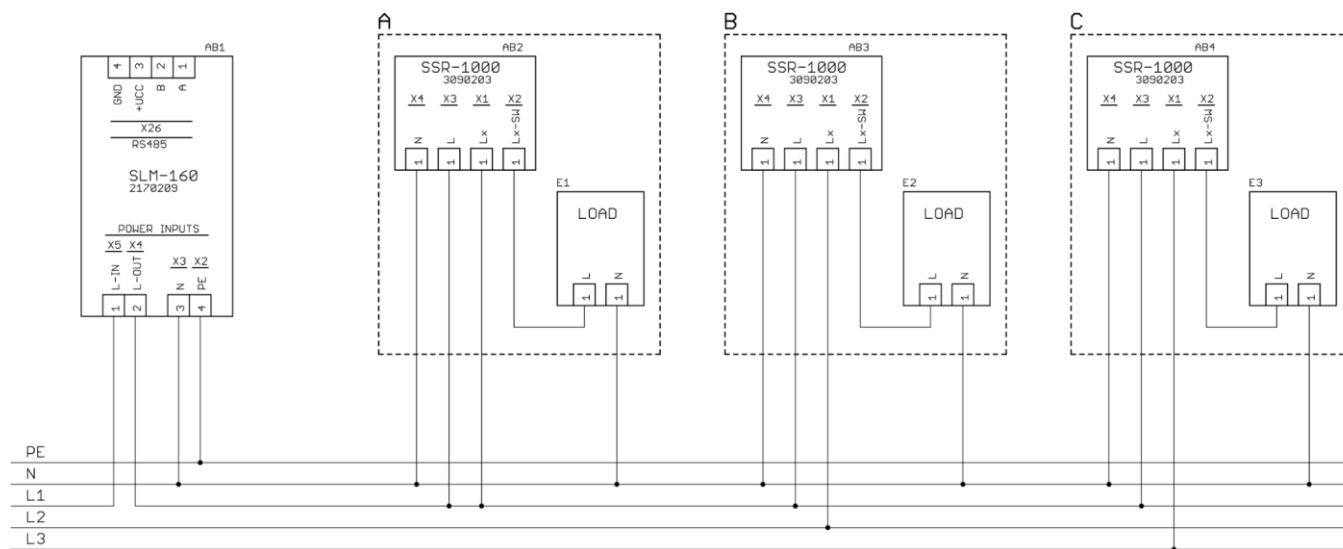 A
B
C
AB1
4 3 2 1
GND +UCC B A
X26
RS485
SLM-160
2170209
POWER INPUTS
X5 X4
X3 X2
L-IN L-OUT N PE
1 2 3 4
AB2
SSR-1000
3090203
X4 X3 X1 X2
N L Lx Lx-SW
1 1 1 1
E1
LOAD
L N
1 1
AB3
SSR-1000
3090203
X4 X3 X1 X2
N L Lx Lx-SW
1 1 1 1
E2
LOAD
L N
1 1
AB4
SSR-1000
3090203
X4 X3 X1 X2
N L Lx Lx-SW
1 1 1 1
E3
LOAD
L N
1 1
PE
N
L1
L2
L3